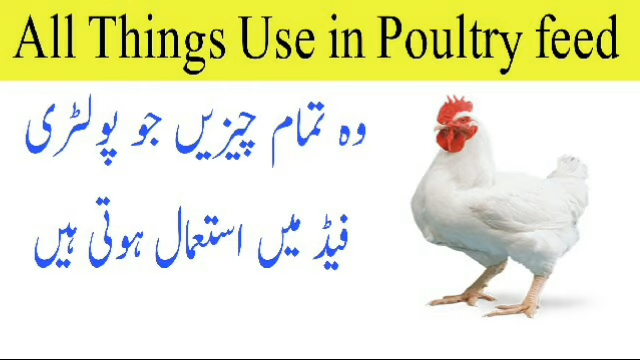 All Things Use in Poultry feed
وہ تمام چیزیں جو پولٹری
فیڈ میں استعمال ہوتی ہیں